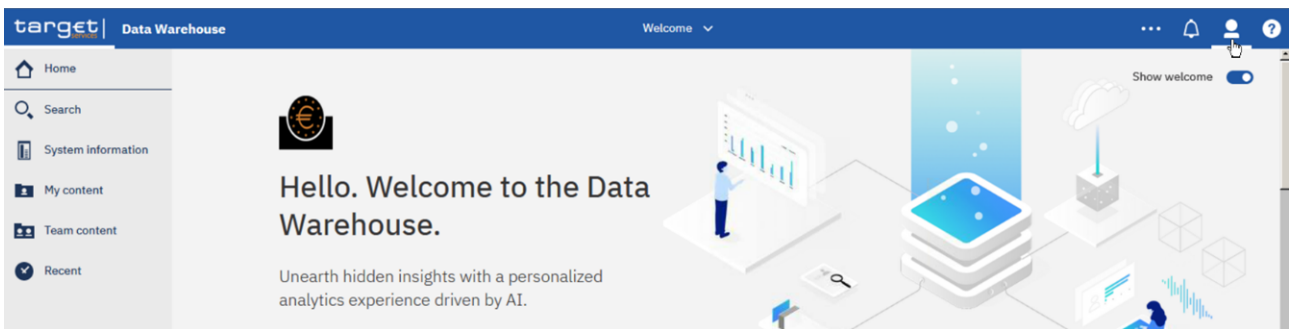 target| Data Warehouse
services
Welcome
?
Home
Show welcome
Search
System information
My content
Team content
Recent
€
Hello. Welcome to the Data
Warehouse.
Unearth hidden insights with a personalized
analytics experience driven by AI.